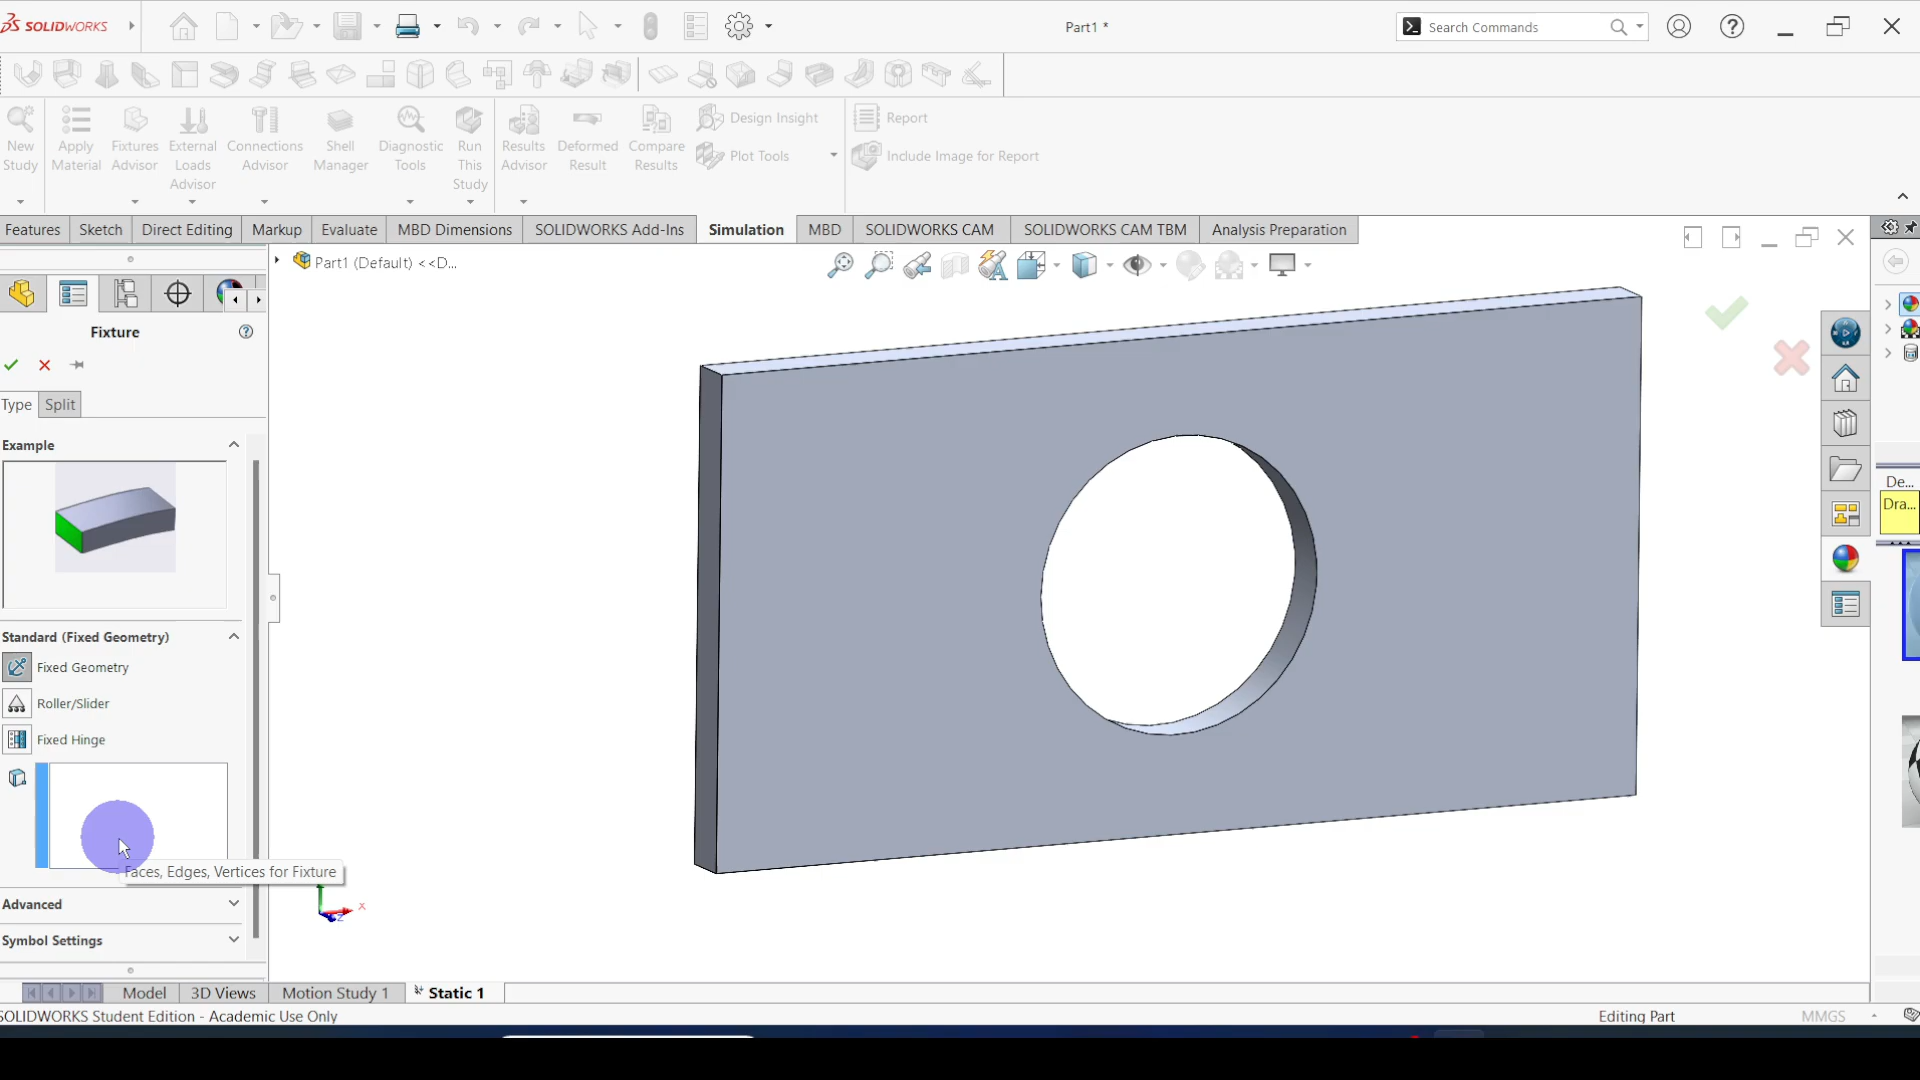 SOLIDWORKS
Part1 *
Search Commands
New Study
Apply Material
Fixtures Advisor
External Loads Advisor
Connections Advisor
Shell Manager
Diagnostic Tools
Run This Study
Results Advisor
Deformed Result
Compare Results
Design Insight
Plot Tools
Report
Include Image for Report
Features
Sketch
Direct Editing
Markup
Evaluate
MBD Dimensions
SOLIDWORKS Add-Ins
Simulation
MBD
SOLIDWORKS CAM
SOLIDWORKS CAM TBM
Analysis Preparation
Part1 (Default) <<D...
Fixture
Type
Split
Example
Standard (Fixed Geometry)
Fixed Geometry
Roller/Slider
Fixed Hinge
Faces, Edges, Vertices for Fixture
Advanced
Symbol Settings
x
z
De...
Dra...
Model
3D Views
Motion Study 1
Static 1
SOLIDWORKS Student Edition - Academic Use Only
Editing Part
MMGS